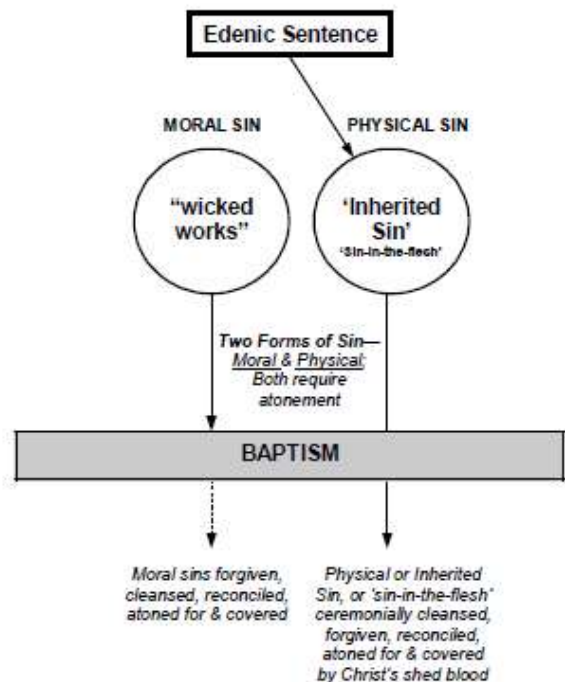 Edenic Sentence
MORAL SIN
PHYSICAL SIN
“wicked
works”
‘Inherited
Sin’
‘Sin-in-the-flech’
Two Forms of Sin—
Moral & Physical;
Both require
atonement
BAPTISM
Moral sins forgiven,
cleansed, reconciled,
atoned for & covered
Physical or Inherited
Sin, or ‘sin-in-the-flesh’
ceremonially cleansed,
forgiven, reconciled,
atoned for & covered
by Christ’s shed blood